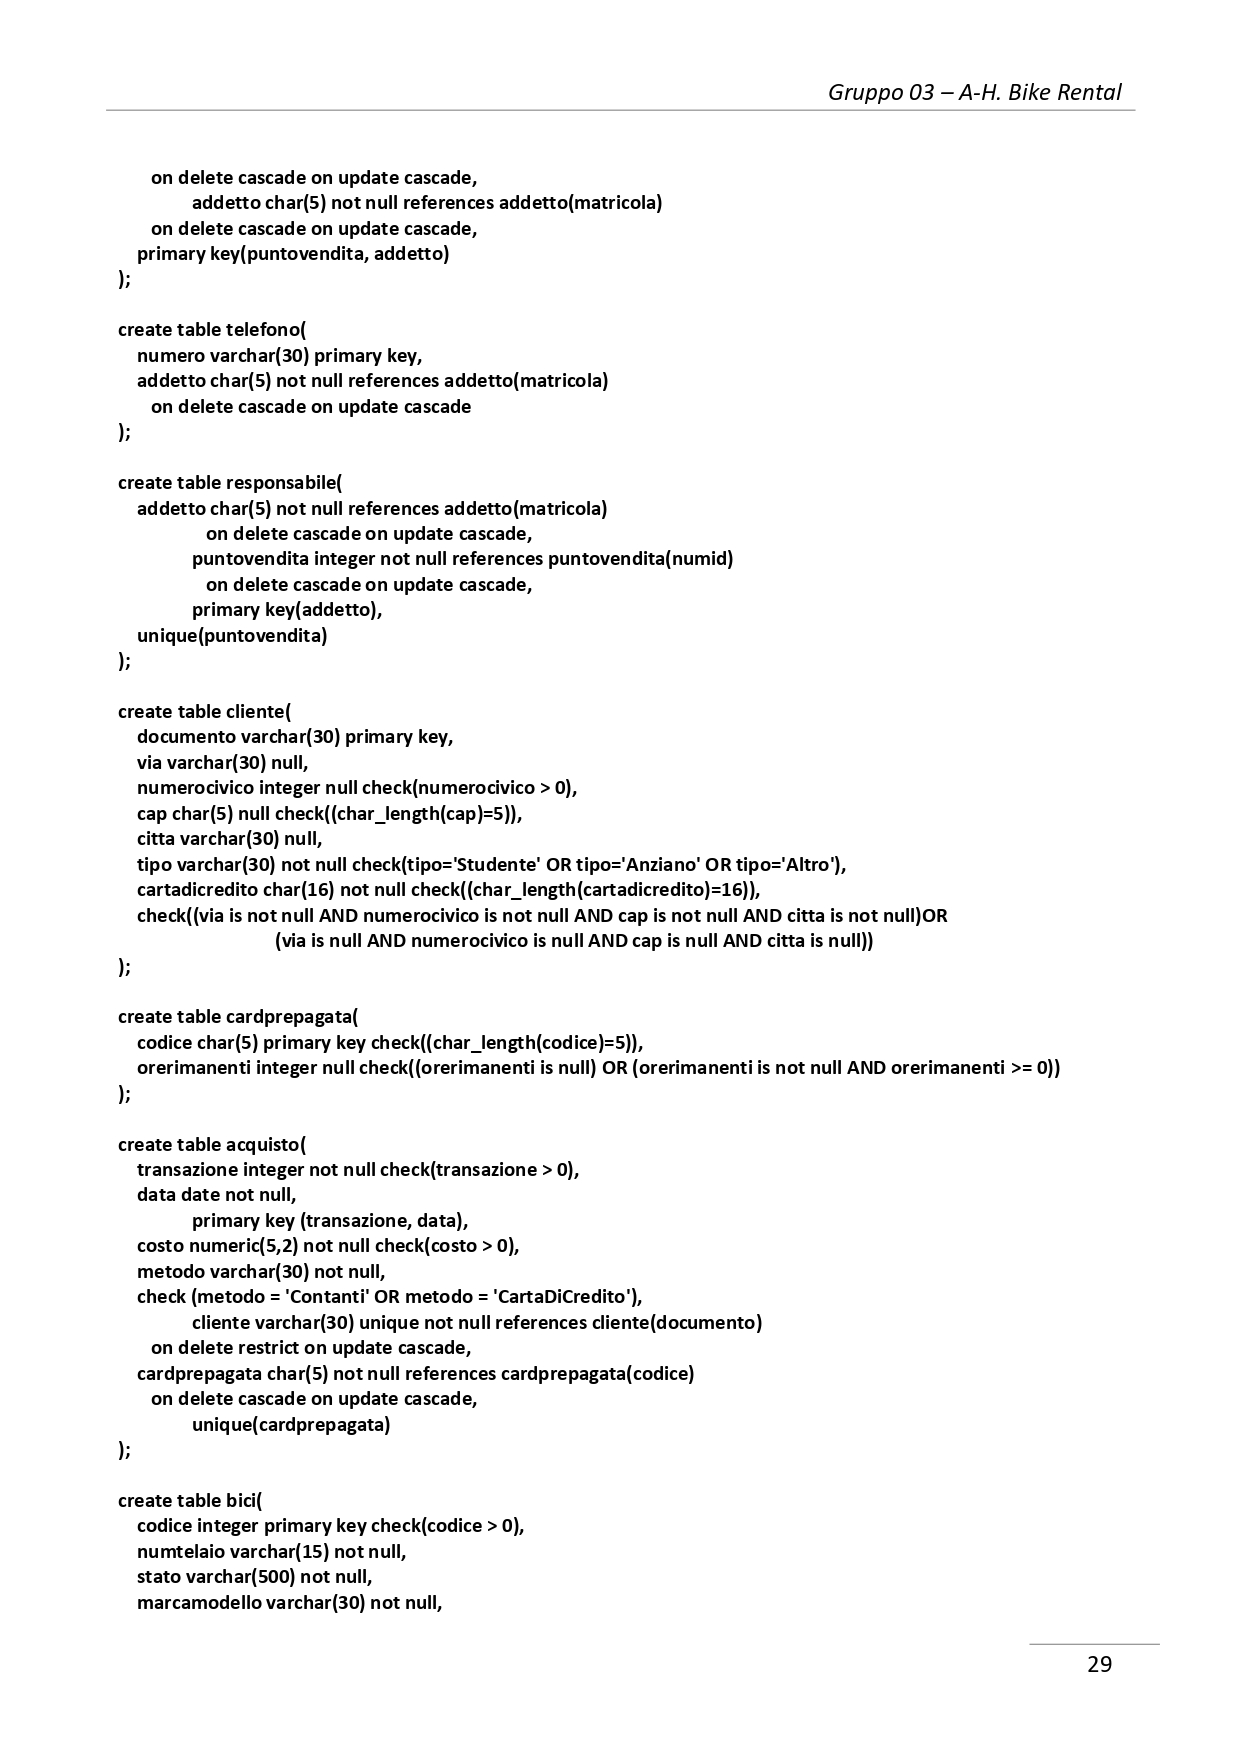 Gruppo 03 – A-H. Bike Rental
on delete cascade on update cascade,
addetto char(5) not null references addetto(matricola)
on delete cascade on update cascade,
primary key(puntovendita, addetto)
);
create table telefono(
numero varchar(30) primary key,
addetto char(5) not null references addetto(matricola)
on delete cascade on update cascade
);
create table responsabile(
addetto char(5) not null references addetto(matricola)
on delete cascade on update cascade,
puntovendita integer not null references puntovendita(numid)
on delete cascade on update cascade,
primary key(addetto),
unique(puntovendita)
);
create table cliente(
documento varchar(30) primary key,
via varchar(30) null,
numerocivico integer null check(numerocivico > 0),
cap char(5) null check((char_length(cap)=5)),
citta varchar(30) null,
tipo varchar(30) not null check(tipo='Studente' OR tipo='Anziano' OR tipo='Altro'),
cartadicredito char(16) not null check((char_length(cartadicredito)=16)),
check((via is not null AND numerocivico is not null AND cap is not null AND citta is not null)OR
(via is null AND numerocivico is null AND cap is null AND citta is null))
);
create table cardprepagata(
codice char(5) primary key check((char_length(codice)=5)),
orerimanenti integer null check((orerimanenti is null) OR (orerimanenti is not null AND orerimanenti >= 0))
);
create table acquisto(
transazione integer not null check(transazione > 0),
data date not null,
primary key (transazione, data),
costo numeric(5,2) not null check(costo > 0),
metodo varchar(30) not null,
check (metodo = 'Contanti' OR metodo = 'CartaDiCredito'),
cliente varchar(30) unique not null references cliente(documento)
on delete restrict on update cascade,
cardprepagata char(5) not null references cardprepagata(codice)
on delete cascade on update cascade,
unique(cardprepagata)
);
create table bici(
codice integer primary key check(codice > 0),
numtelaio varchar(15) not null,
stato varchar(500) not null,
marcamodello varchar(30) not null,
29